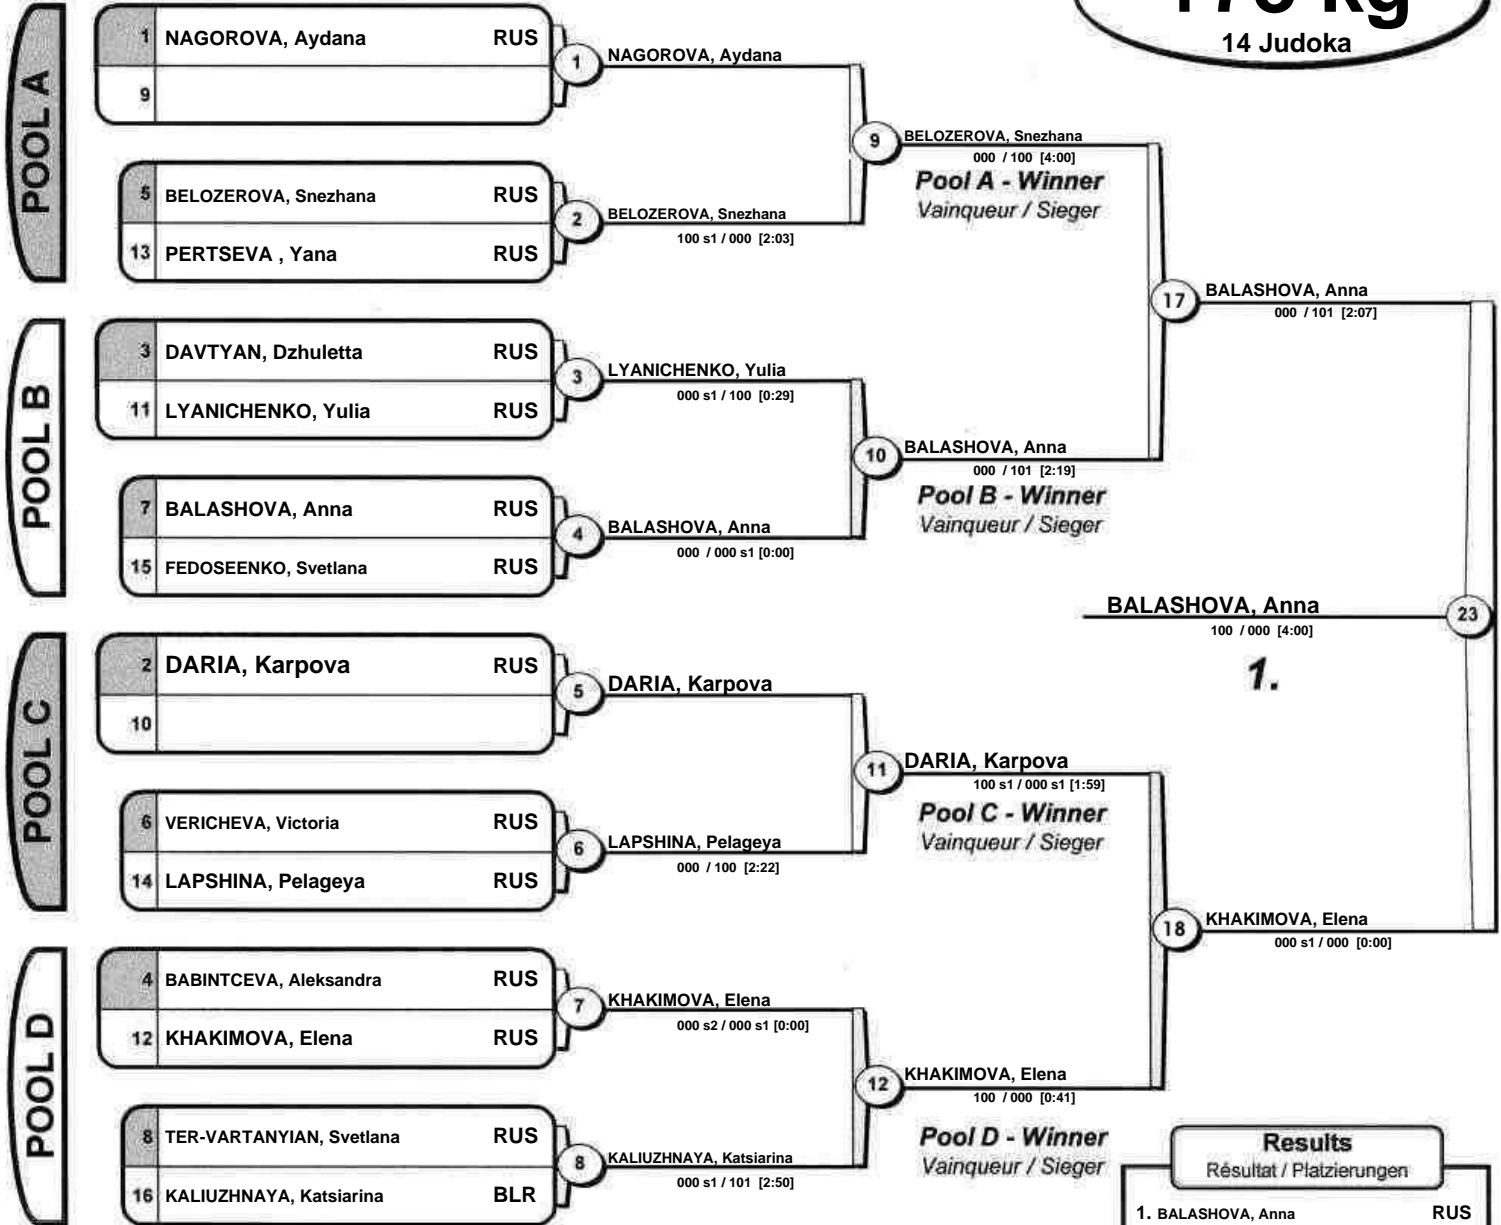 +78 kg
14 Judoka
POOL A
1 NAGOROVA, Aydana RUS
9
5 BELOZEROVA, Snezhana RUS
13 PERTSEVA , Yana RUS
1 NAGOROVA, Aydana
2 BELOZEROVA, Snezhana
100 s1 / 000 [2:03]
9 BELOZEROVA, Snezhana
000 / 100 [4:00]
Pool A - Winner
Vainqueur / Sieger
POOL B
3 DAVTYAN, Dzhuletta RUS
11 LYANICHENKO, Yulia RUS
7 BALASHOVA, Anna RUS
15 FEDOSEENKO, Svetlana RUS
3 LYANICHENKO, Yulia
000 s1 / 100 [0:29]
4 BALASHOVA, Anna
000 / 000 s1 [0:00]
10 BALASHOVA, Anna
000 / 101 [2:19]
Pool B - Winner
Vainqueur / Sieger
17 BALASHOVA, Anna
000 / 101 [2:07]
BALASHOVA, Anna 23
100 / 000 [4:00]
1.
POOL C
2 DARIA, Karpova RUS
10
6 VERICHEVA, Victoria RUS
14 LAPSHINA, Pelageya RUS
5 DARIA, Karpova
6 LAPSHINA, Pelageya
000 / 100 [2:22]
11 DARIA, Karpova
100 s1 / 000 s1 [1:59]
Pool C - Winner
Vainqueur / Sieger
18 KHAKIMOVA, Elena
000 s1 / 000 [0:00]
POOL D
4 BABINTCEVA, Aleksandra RUS
12 KHAKIMOVA, Elena RUS
8 TER-VARTANYIAN, Svetlana RUS
16 KALIUZHNAYA, Katsiarina BLR
7 KHAKIMOVA, Elena
000 s2 / 000 s1 [0:00]
8 KALIUZHNAYA, Katsiarina
000 s1 / 101 [2:50]
12 KHAKIMOVA, Elena
100 / 000 [0:41]
Pool D - Winner
Vainqueur / Sieger
Results
Résultat / Platzierungen
1. BALASHOVA, Anna RUS